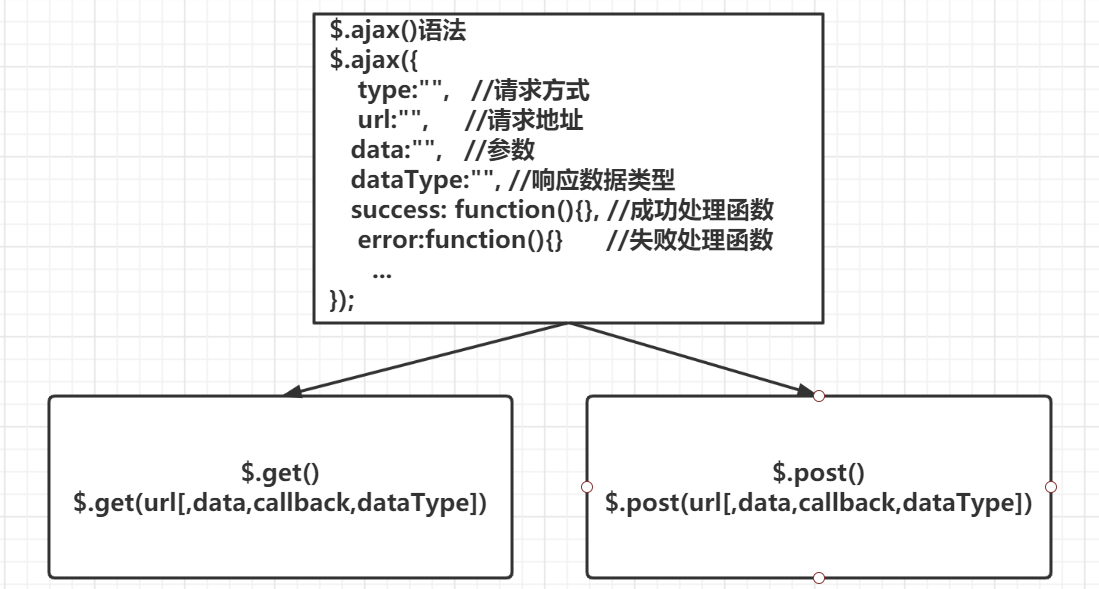 $.ajax()语法
$.ajax({
type:"",   //请求方式
url:"",     //请求地址
data:"",   //参数
dataType:"", //响应数据类型
success: function(){}, //成功处理函数
error:function(){}      //失败处理函数
...
});
$.get()
$.get(url[,data,callback,dataType])
$.post()
$.post(url[,data,callback,dataType])